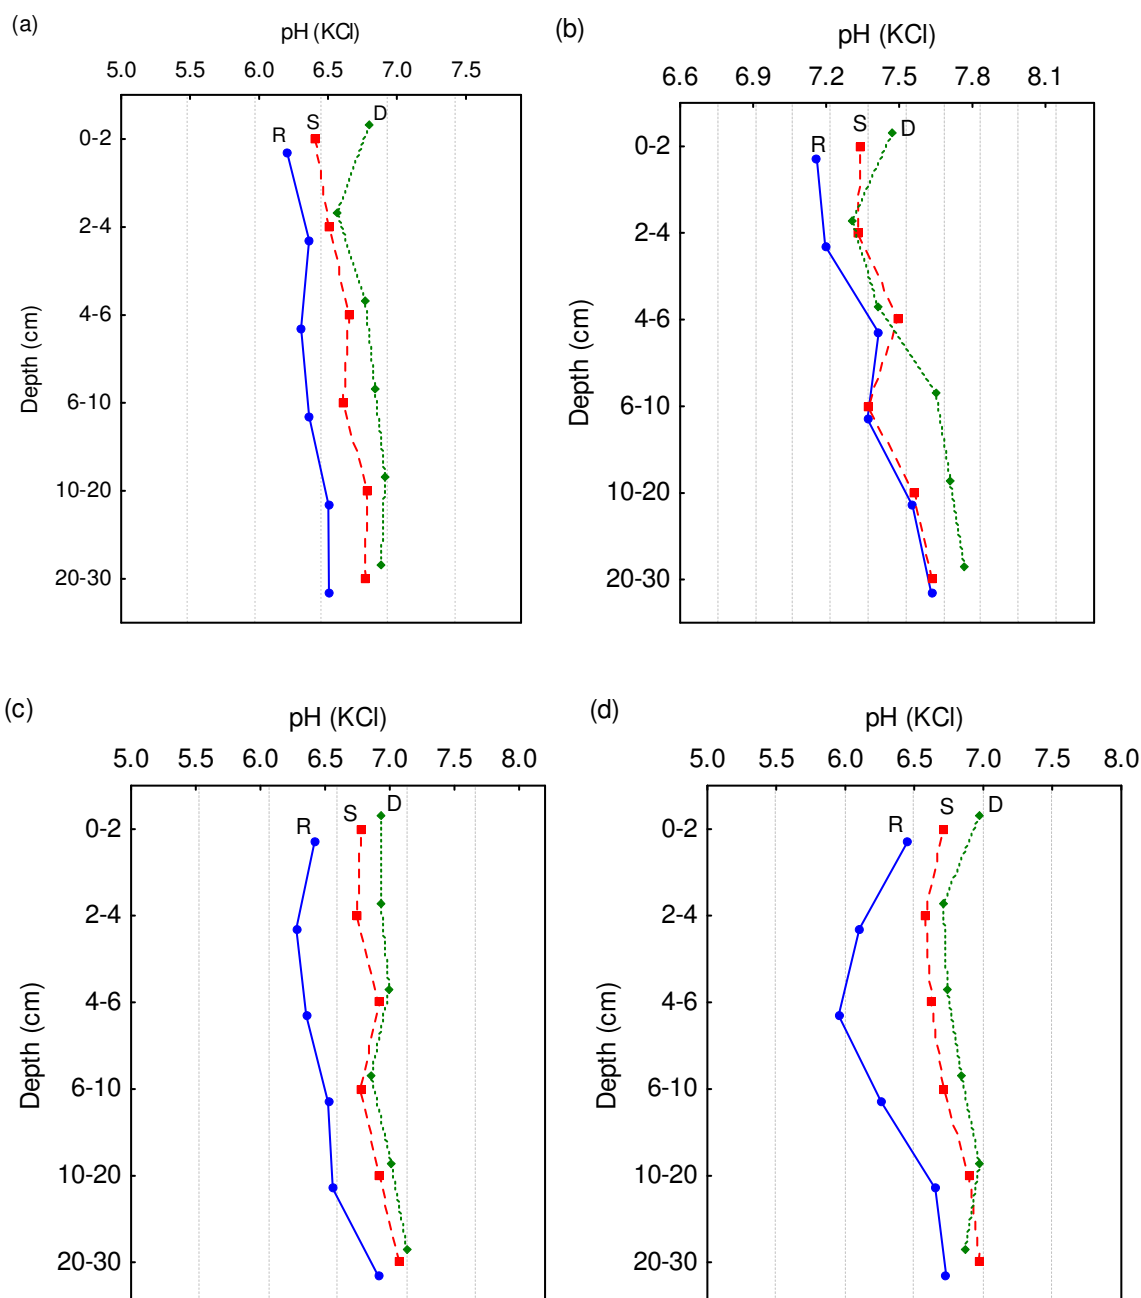 (a)
pH (KCl)
5.0 5.5 6.0 6.5 7.0 7.5
R S D
0-2
2-4
4-6
6-10
10-20
20-30
Depth (cm)
(b)
pH (KCl)
6.6 6.9 7.2 7.5 7.8 8.1
R S D
0-2
2-4
4-6
6-10
10-20
20-30
Depth (cm)
(c)
pH (KCl)
5.0 5.5 6.0 6.5 7.0 7.5 8.0
R S D
0-2
2-4
4-6
6-10
10-20
20-30
Depth (cm)
(d)
pH (KCl)
5.0 5.5 6.0 6.5 7.0 7.5 8.0
R S D
0-2
2-4
4-6
6-10
10-20
20-30
Depth (cm)